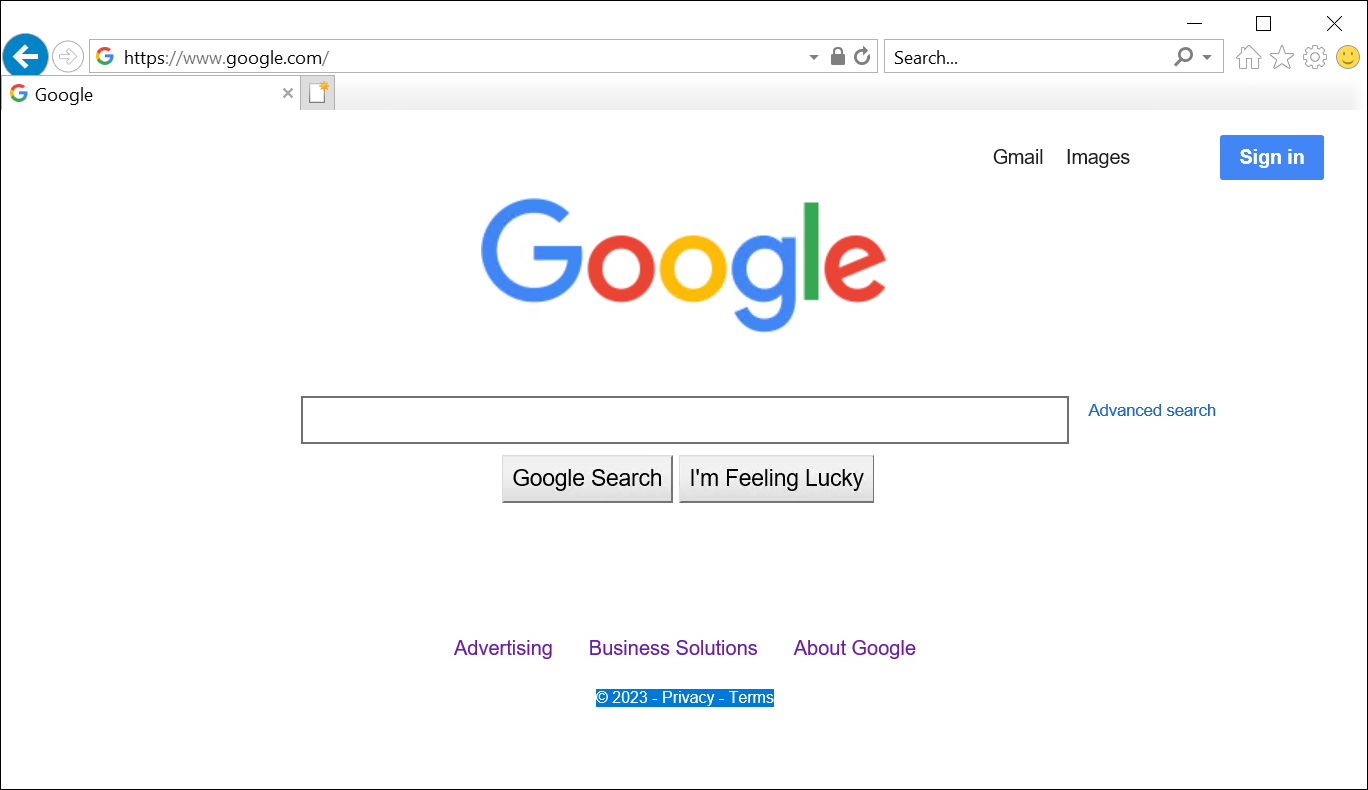 https://www.google.com/
Search...
Google
Gmail Images Sign in
Google
Advanced search
Google Search I'm Feeling Lucky
Advertising Business Solutions About Google
© 2023 - Privacy - Terms